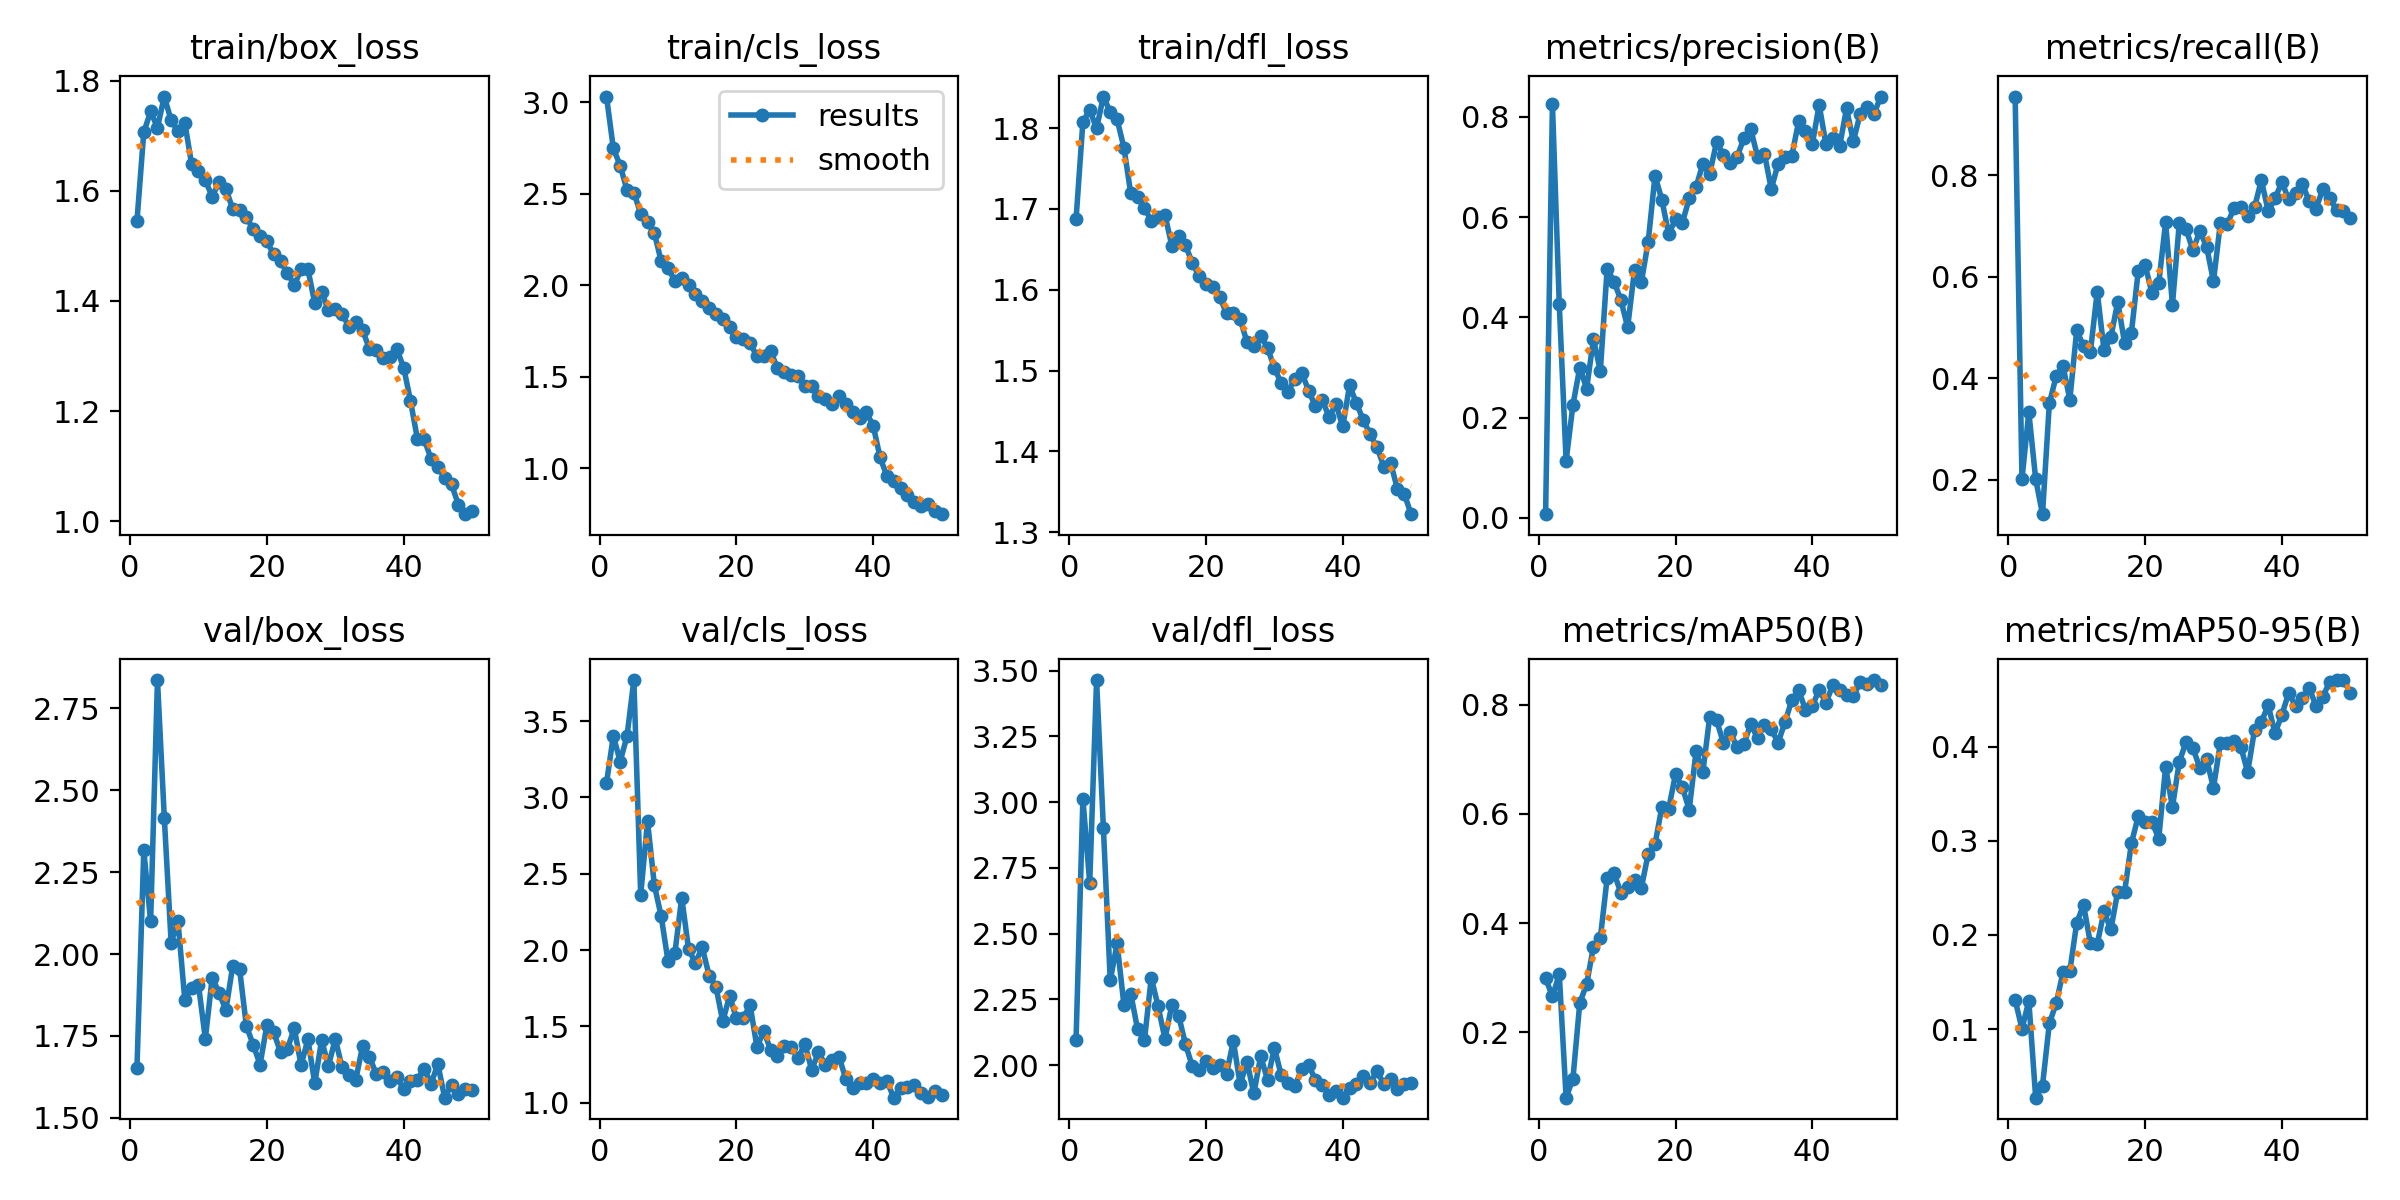 train/box_loss
train/cls_loss
train/dfl_loss
metrics/precision(B)
metrics/recall(B)
1.8
1.6
1.4
1.2
1.0
0 20 40
3.0
2.5
2.0
1.5
1.0
0 20 40
results
smooth
1.8
1.7
1.6
1.5
1.4
1.3
0 20 40
0.8
0.6
0.4
0.2
0.0
0 20 40
0.8
0.6
0.4
0.2
0 20 40
val/box_loss
val/cls_loss
val/dfl_loss
metrics/mAP50(B)
metrics/mAP50-95(B)
2.75
2.50
2.25
2.00
1.75
1.50
0 20 40
3.5
3.0
2.5
2.0
1.5
1.0
0 20 40
3.50
3.25
3.00
2.75
2.50
2.25
2.00
0 20 40
0.8
0.6
0.4
0.2
0 20 40
0.4
0.3
0.2
0.1
0 20 40